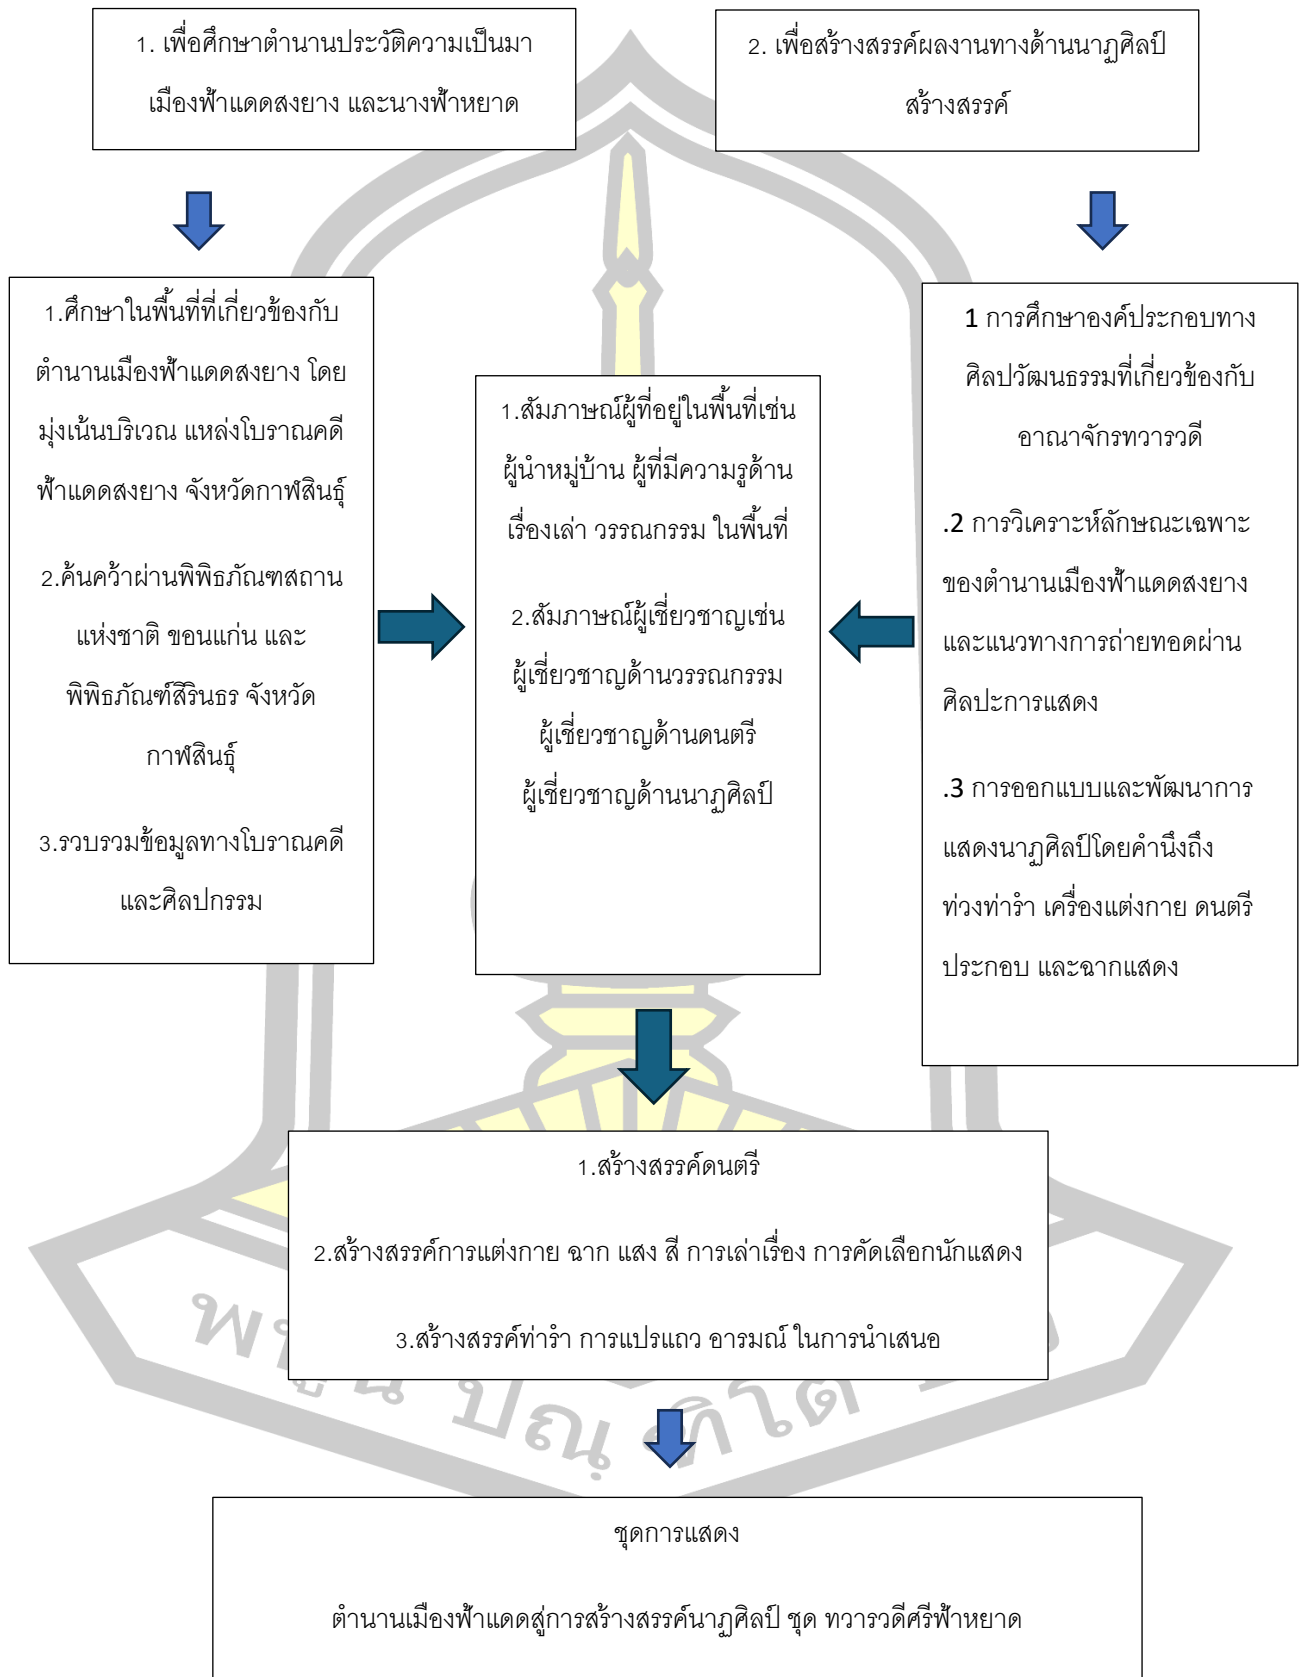 1. เพื่อศึกษาตำนานประวัติความเป็นมา
เมืองฟ้าแดดสงยาง และนางฟ้าหยาด
2. เพื่อสร้างสรรค์ผลงานทางด้านนาฏศิลป์
สร้างสรรค์
1.ศึกษาในพื้นที่ที่เกี่ยวข้องกับ
ตำนานเมืองฟ้าแดดสงยาง โดย
มุ่งเน้นบริเวณ แหล่งโบราณคดี
ฟ้าแดดสงยาง จังหวัดกาฬสินธุ์
2.ค้นคว้าผ่านพิพิธภัณฑสถาน
แห่งชาติ ขอนแก่น และ
พิพิธภัณฑ์สิรินธร จังหวัด
กาฬสินธุ์
3.รวบรวมข้อมูลทางโบราณคดี
และศิลปกรรม
1.สัมภาษณ์ผู้ที่อยู่ในพื้นที่เช่น
ผู้นำหมู่บ้าน ผู้ที่มีความรู้ด้าน
เรื่องเล่า วรรณกรรม ในพื้นที่
2.สัมภาษณ์ผู้เชี่ยวชาญเช่น
ผู้เชี่ยวชาญด้านวรรณกรรม
ผู้เชี่ยวชาญด้านดนตรี
ผู้เชี่ยวชาญด้านนาฏศิลป์
1 การศึกษาองค์ประกอบทาง
ศิลปวัฒนธรรมที่เกี่ยวข้องกับ
อาณาจักรทวารวดี
.2 การวิเคราะห์ลักษณะเฉพาะ
ของตำนานเมืองฟ้าแดดสงยาง
และแนวทางการถ่ายทอดผ่าน
ศิลปะการแสดง
.3 การออกแบบและพัฒนาการ
แสดงนาฏศิลป์โดยคำนึงถึง
ท่วงท่ารำ เครื่องแต่งกาย ดนตรี
ประกอบ และฉากแสดง
1.สร้างสรรค์ดนตรี
2.สร้างสรรค์การแต่งกาย ฉาก แสง สี การเล่าเรื่อง การคัดเลือกนักแสดง
3.สร้างสรรค์ท่ารำ การแปรแถว อารมณ์ ในการนำเสนอ
ปณฺ ฑิโต
ชุดการแสดง
ตำนานเมืองฟ้าแดดสู่การสร้างสรรค์นาฏศิลป์ ชุด ทวารวดีศรีฟ้าหยาด